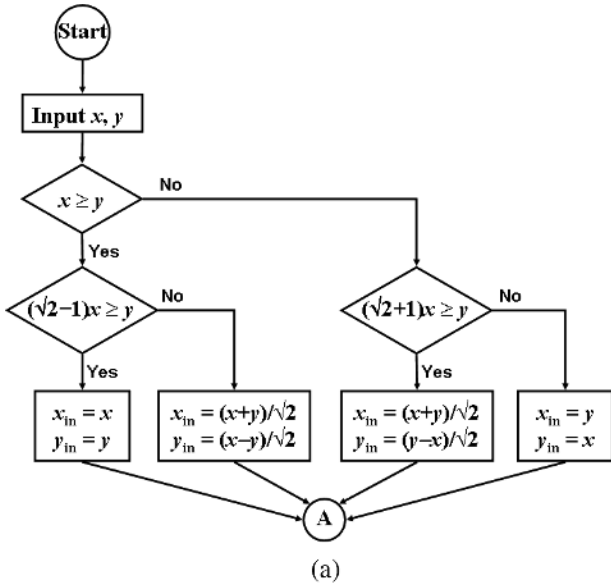 Start
Input x, y
x ≥ y
No
Yes
(√2−1)x ≥ y
No
(√2+1)x ≥ y
No
Yes
Yes
x_in = x
y_in = y
x_in = (x+y)/√2
y_in = (x−y)/√2
x_in = (x+y)/√2
y_in = (y−x)/√2
x_in = y
y_in = x
A
(a)